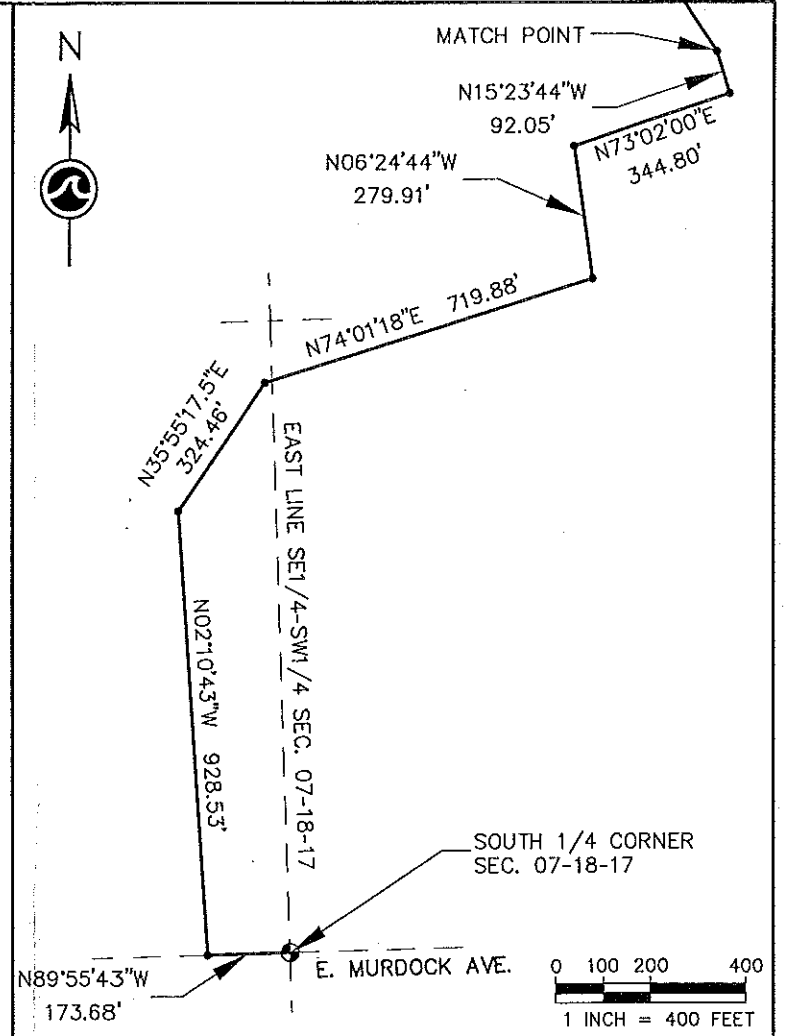 N
MATCH POINT
N15°23'44"W
92.05'
N73°02'00"E
344.80'
N06°24'44"W
279.91'
N74°01'18"E 719.88'
N35°55'17.5"E
324.46'
EAST LINE SE1/4-SW1/4 SEC. 07-18-17
N02°10'43"W 928.53'
SOUTH 1/4 CORNER
SEC. 07-18-17
E. MURDOCK AVE.
N89°55'43"W
173.68'
0 100 200 400
1 INCH = 400 FEET